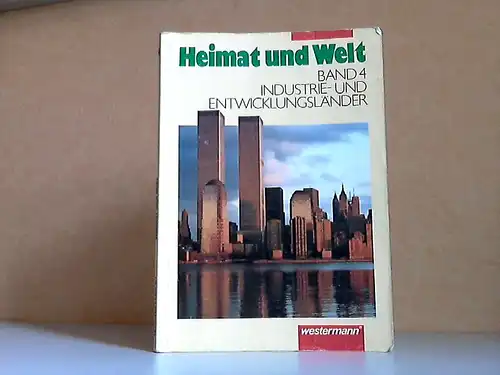 Heimat und Welt
BAND 4
INDUSTRIE- UND
ENTWICKLUNGSLÄNDER
westermann®